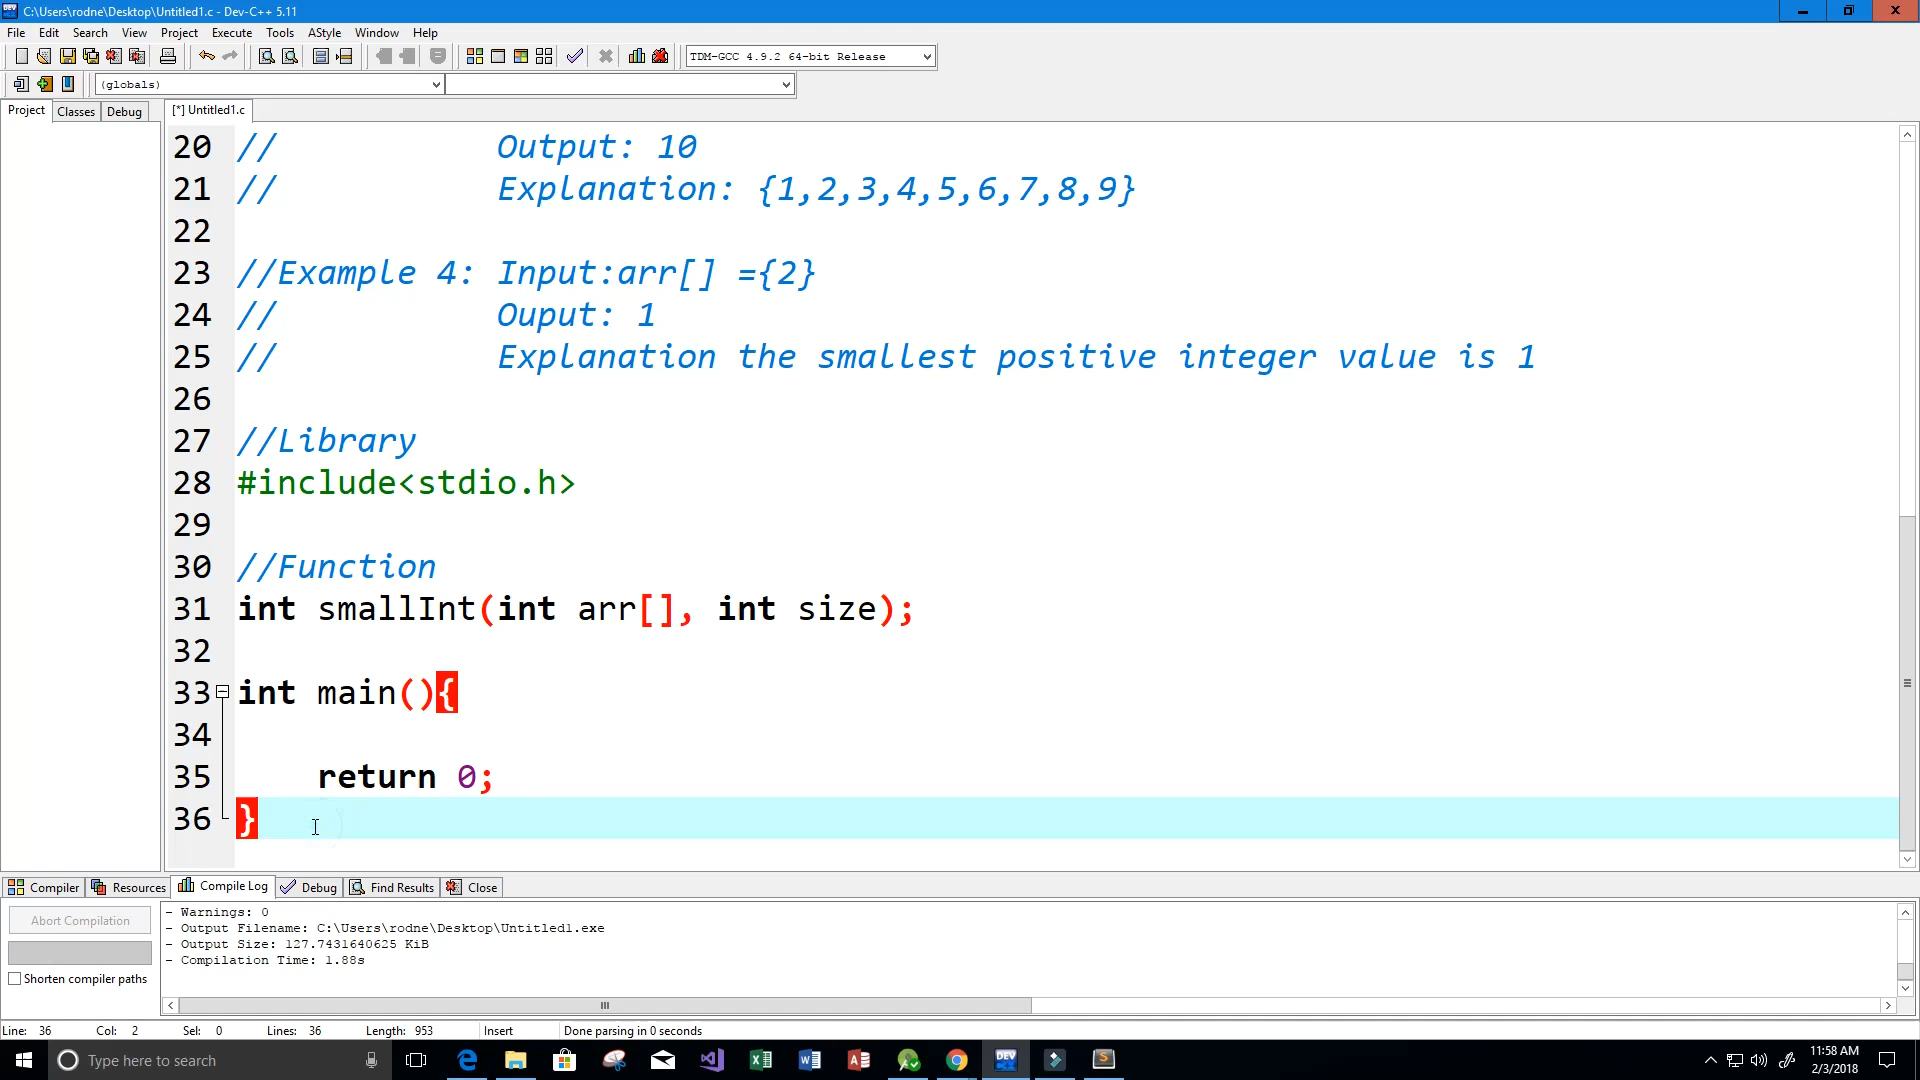 C:\Users\rodne\Desktop\Untitled1.c - Dev-C++ 5.11
File Edit Search View Project Execute Tools AStyle Window Help
TDM-GCC 4.9.2 64-bit Release
(globals)
Project Classes Debug [*] Untitled1.c
20 // Output: 10
21 // Explanation: {1,2,3,4,5,6,7,8,9}
22
23 //Example 4: Input:arr[] ={2}
24 // Ouput: 1
25 // Explanation the smallest positive integer value is 1
26
27 //Library
28 #include<stdio.h>
29
30 //Function
31 int smallInt(int arr[], int size);
32
33 int main(){
34
35 return 0;
36 }
Compiler Resources Compile Log Debug Find Results Close
Abort Compilation
Shorten compiler paths
- Warnings: 0
- Output Filename: C:\Users\rodne\Desktop\Untitled1.exe
- Output Size: 127.7431640625 KiB
- Compilation Time: 1.88s
Line: 36 Col: 2 Sel: 0 Lines: 36 Length: 953 Insert Done parsing in 0 seconds
Type here to search
DEV
11:58 AM
2/3/2018